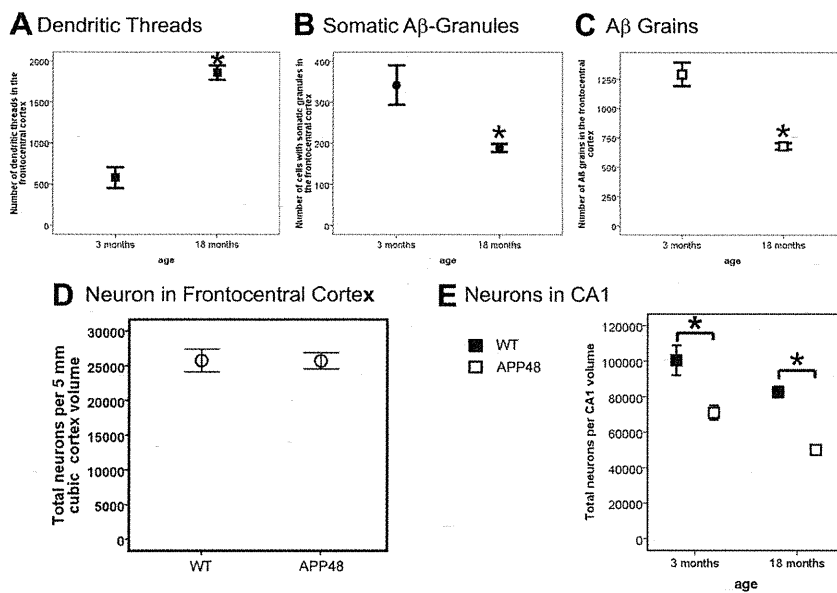 A Dendritic Threads
Number of dendritic threads in the
frontocentral cortex
2000
1500
1000
500
0
*
3 months
18 months
age
B Somatic Aβ-Granules
Number of cells with somatic granules in
the frontocentral cortex
400
300
200
100
0
*
3 months
18 months
age
C Aβ Grains
Number of Aβ grains in the frontocentral
cortex
1250
1000
750
500
250
0
*
3 months
18 months
age
D Neuron in Frontocentral Cortex
Total neurons per 5 mm
cubic cortex volume
30000
25000
20000
15000
10000
5000
0
WT
APP48
E Neurons in CA1
WT
APP48
Total neurons per CA1 volume
120000
100000
80000
60000
40000
20000
0
*
*
3 months
18 months
age